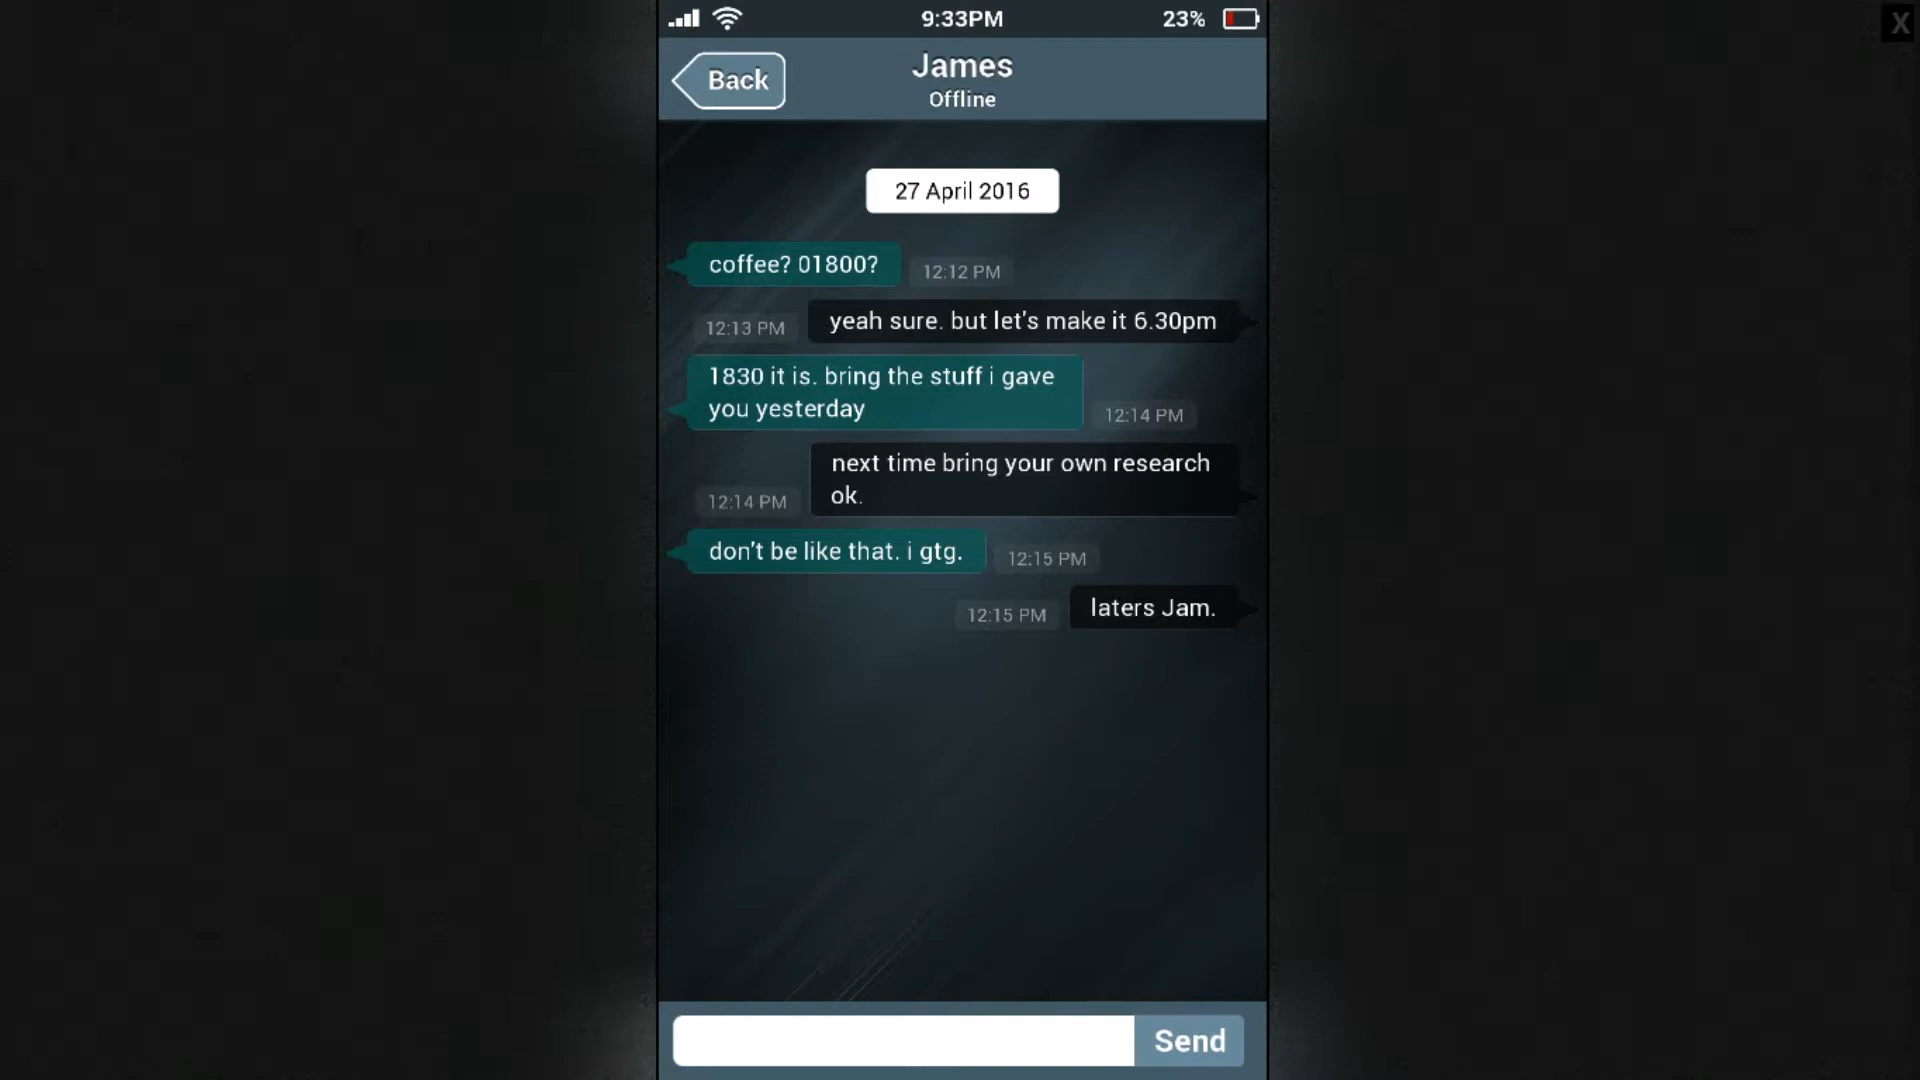 9:33PM
23%
X
Back
James
Offline
27 April 2016
coffee? 01800?
12:12 PM
yeah sure. but let's make it 6.30pm
12:13 PM
1830 it is. bring the stuff i gave
you yesterday
12:14 PM
next time bring your own research
ok.
12:14 PM
don't be like that. i gtg.
12:15 PM
laters Jam.
12:15 PM
Send